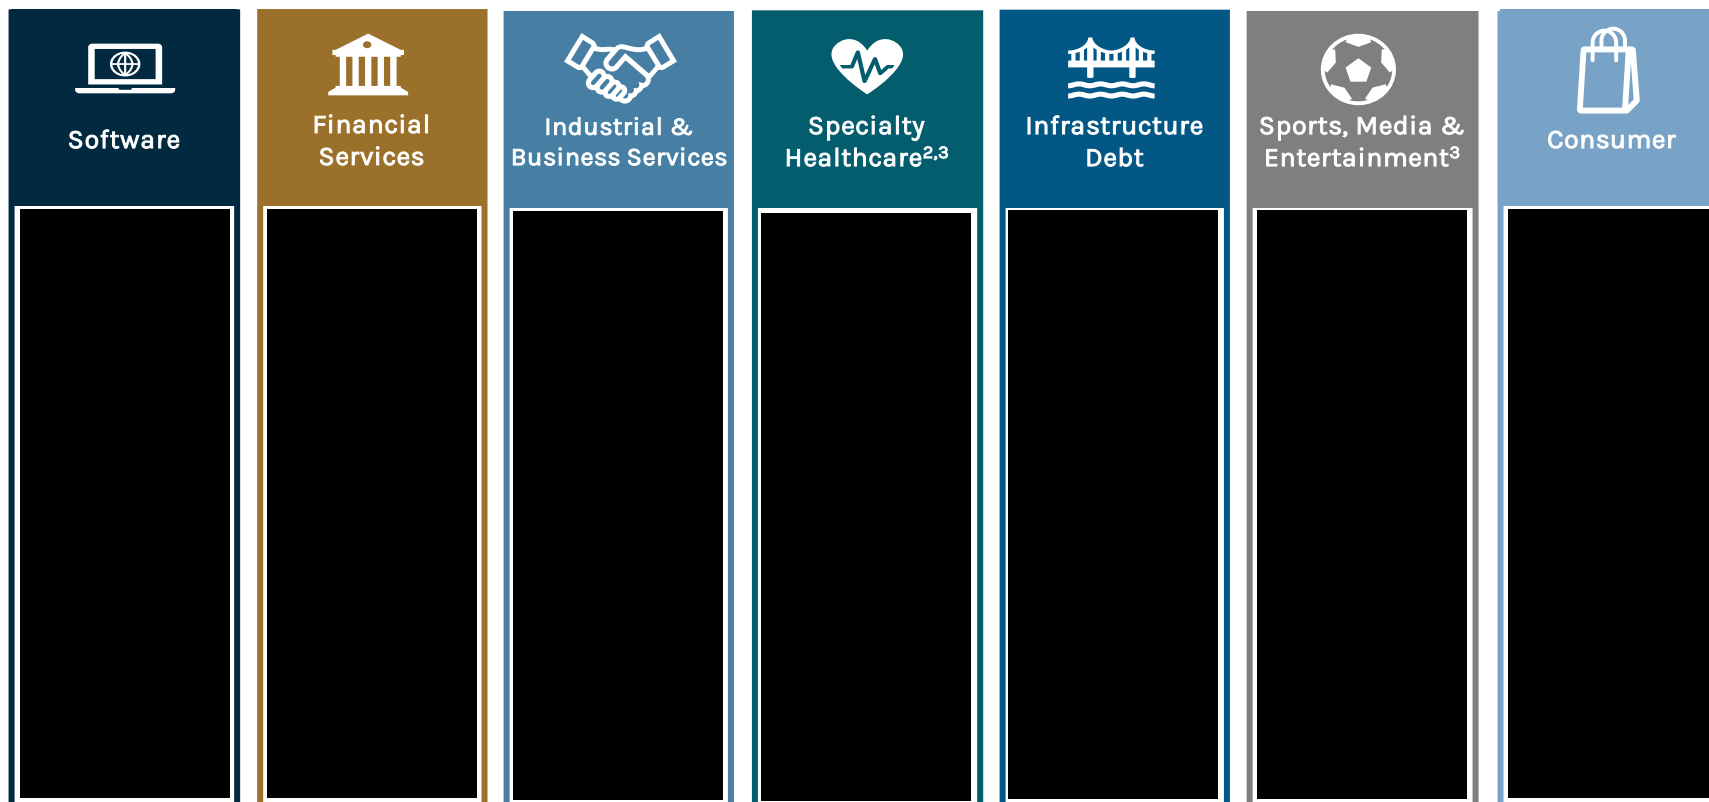 Software
Financial
Services
Industrial &
Business Services
Specialty
Healthcare2,3
Infrastructure
Debt
Sports, Media &
Entertainment3
Consumer